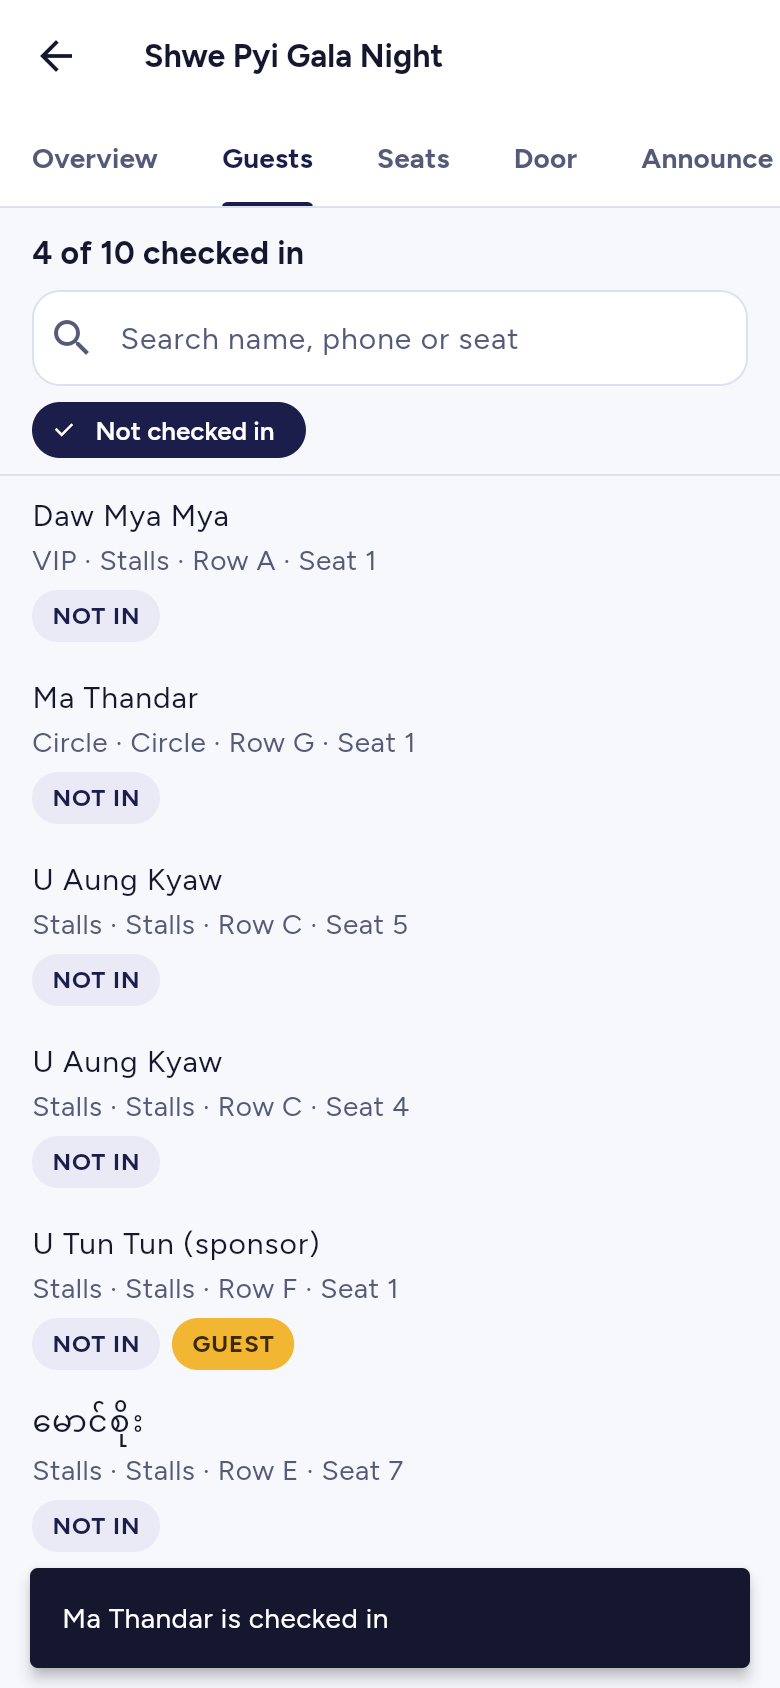 Shwe Pyi Gala Night
Overview Guests Seats Door Announce
4 of 10 checked in
Search name, phone or seat
Not checked in
Daw Mya Mya
VIP · Stalls · Row A · Seat 1
NOT IN
Ma Thandar
Circle · Circle · Row G · Seat 1
NOT IN
U Aung Kyaw
Stalls · Stalls · Row C · Seat 5
NOT IN
U Aung Kyaw
Stalls · Stalls · Row C · Seat 4
NOT IN
U Tun Tun (sponsor)
Stalls · Stalls · Row F · Seat 1
NOT IN GUEST
မောင်စိုး
Stalls · Stalls · Row E · Seat 7
NOT IN
Ma Thandar is checked in